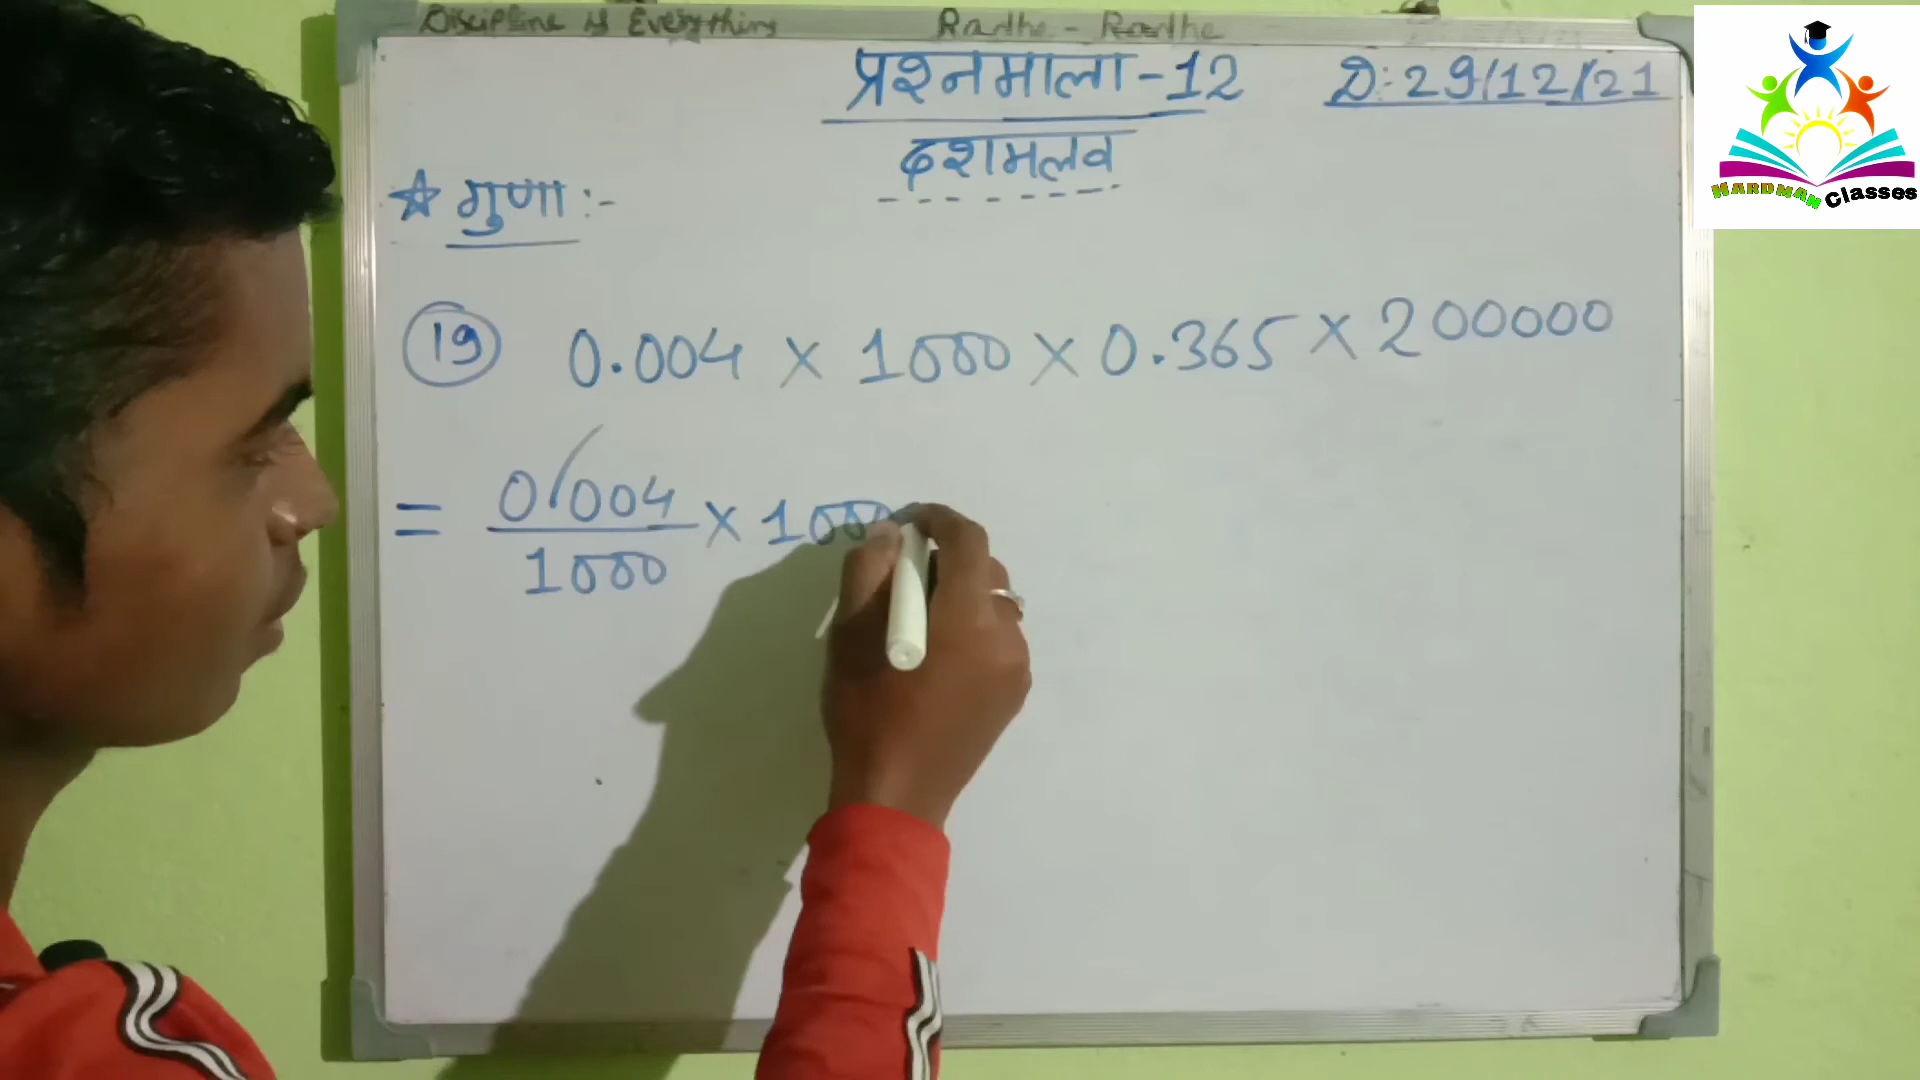 Discipline is Everything Radhe - Radhe
प्रश्नमाला-12 D:29/12/21
दशमलव
☆ गुणा :-
HARDMAN Classes
19 0.004 × 1000 × 0.365 × 200000
= 0.004 × 1000
1000